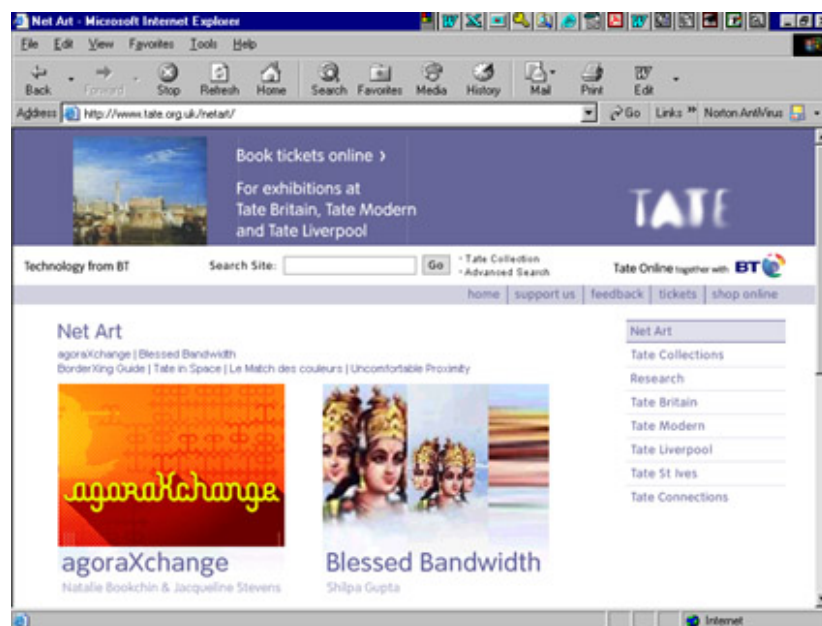 Net Art - Microsoft Internet Explorer
File Edit View Favorites Tools Help
Back Forward Stop Refresh Home Search Favorites Media History Mail Print Edit
Address http://www.tate.org.uk/netart/ Go Links » Norton AntiVirus
Book tickets online ›
For exhibitions at
Tate Britain, Tate Modern
and Tate Liverpool
TATE
Technology from BT
Search Site: Go
· Tate Collection
· Advanced Search
Tate Online together with BT
home | support us | feedback | tickets | shop online
Net Art
agoraXchange | Blessed Bandwidth
BorderXing Guide | Tate in Space | Le Match des couleurs | Uncomfortable Proximity
agoraXchange
agoraXchange
Natalie Bookchin & Jacqueline Stevens
Blessed Bandwidth
Shilpa Gupta
Net Art
Tate Collections
Research
Tate Britain
Tate Modern
Tate Liverpool
Tate St Ives
Tate Connections
Internet